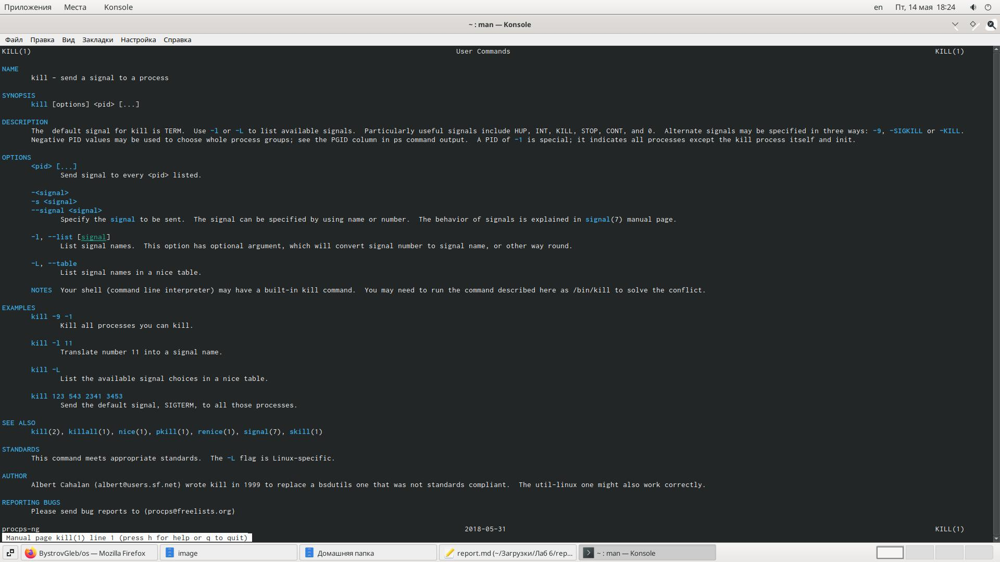 Приложения Места Konsole en Пт, 14 мая 18:24
~ : man — Konsole
Файл Правка Вид Закладки Настройка Справка
KILL(1) User Commands KILL(1)
NAME
kill - send a signal to a process
SYNOPSIS
kill [options] <pid> [...]
DESCRIPTION
The default signal for kill is TERM. Use -l or -L to list available signals. Particularly useful signals include HUP, INT, KILL, STOP, CONT, and 0. Alternate signals may be specified in three ways: -9, -SIGKILL or -KILL.
Negative PID values may be used to choose whole process groups; see the PGID column in ps command output. A PID of -1 is special; it indicates all processes except the kill process itself and init.
OPTIONS
<pid> [...]
Send signal to every <pid> listed.
-<signal>
-s <signal>
--signal <signal>
Specify the signal to be sent. The signal can be specified by using name or number. The behavior of signals is explained in signal(7) manual page.
-l, --list [signal]
List signal names. This option has optional argument, which will convert signal number to signal name, or other way round.
-L, --table
List signal names in a nice table.
NOTES Your shell (command line interpreter) may have a built-in kill command. You may need to run the command described here as /bin/kill to solve the conflict.
EXAMPLES
kill -9 -1
Kill all processes you can kill.
kill -l 11
Translate number 11 into a signal name.
kill -L
List the available signal choices in a nice table.
kill 123 543 2341 3453
Send the default signal, SIGTERM, to all those processes.
SEE ALSO
kill(2), killall(1), nice(1), pkill(1), renice(1), signal(7), skill(1)
STANDARDS
This command meets appropriate standards. The -L flag is Linux-specific.
AUTHOR
Albert Cahalan ⟨albert@users.sf.net⟩ wrote kill in 1999 to replace a bsdutils one that was not standards compliant. The util-linux one might also work correctly.
REPORTING BUGS
Please send bug reports to ⟨procps@freelists.org⟩
procps-ng 2018-05-31 KILL(1)
Manual page kill(1) line 1 (press h for help or q to quit)
BystrovGleb/os — Mozilla Firefox image Домашняя папка report.md (~/Загрузки/Лаб 6/rep... ~ : man — Konsole